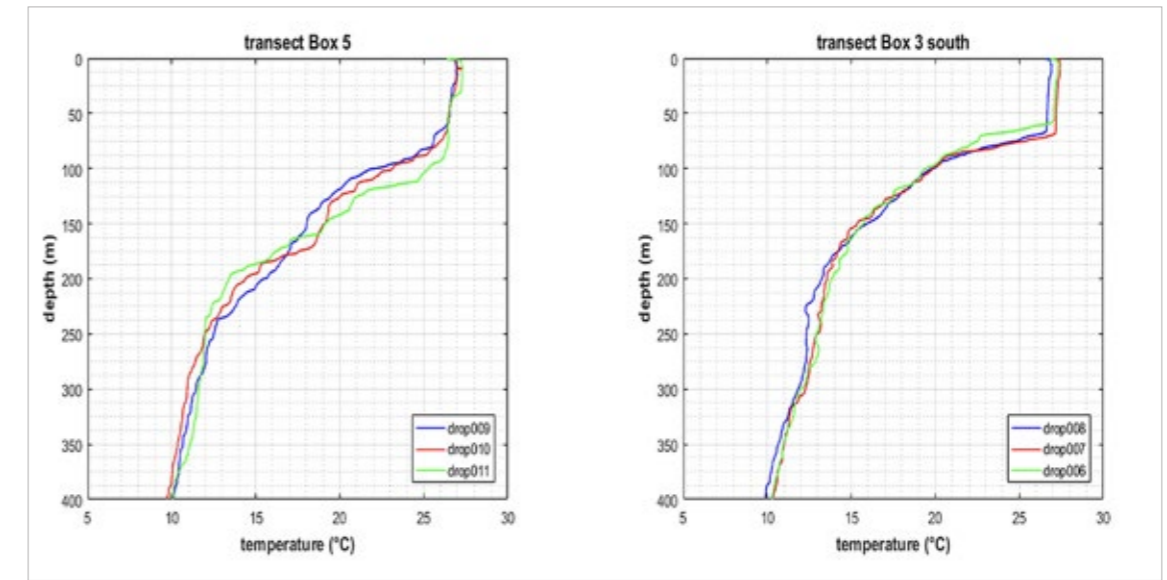 transect Box 5
0
50
100
150
200
250
300
350
400
depth (m)
5 10 15 20 25 30
temperature (°C)
drop009
drop010
drop011
transect Box 3 south
0
50
100
150
200
250
300
350
400
depth (m)
5 10 15 20 25 30
temperature (°C)
drop008
drop007
drop006